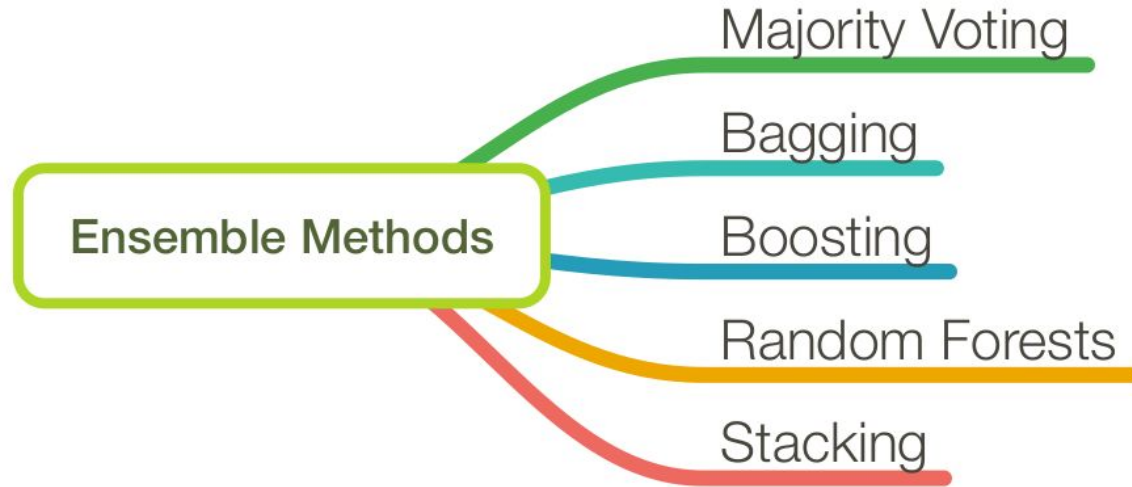 Majority Voting
Bagging
Ensemble Methods
Boosting
Random Forests
Stacking